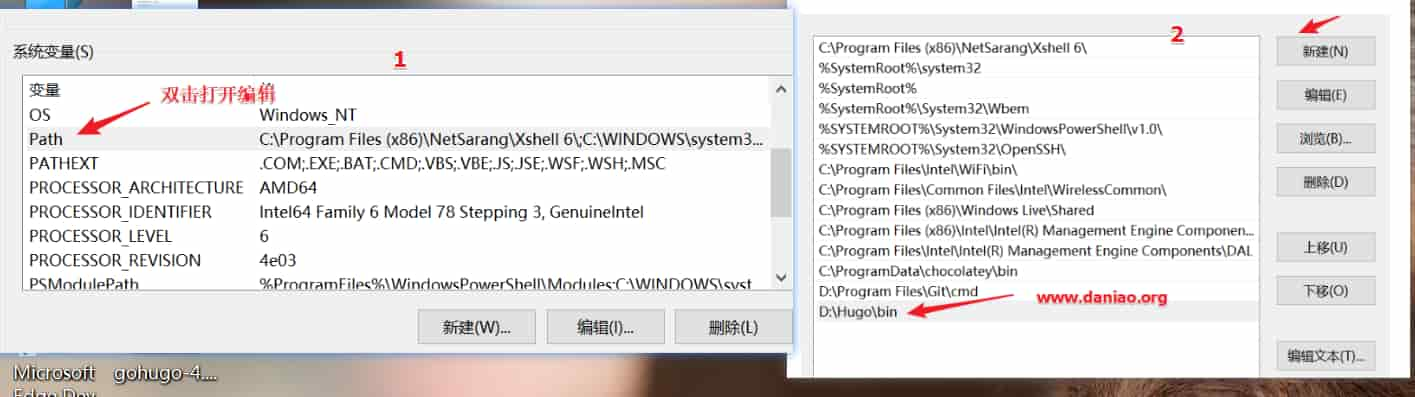 系统变量(S)
1
变量
值
双击打开编辑
OS Windows_NT
Path C:\Program Files (x86)\NetSarang\Xshell 6\;C:\WINDOWS\system3...
PATHEXT .COM;.EXE;.BAT;.CMD;.VBS;.VBE;.JS;.JSE;.WSF;.WSH;.MSC
PROCESSOR_ARCHITECTURE AMD64
PROCESSOR_IDENTIFIER Intel64 Family 6 Model 78 Stepping 3, GenuineIntel
PROCESSOR_LEVEL 6
PROCESSOR_REVISION 4e03
PSModulePath %ProgramFiles%\WindowsPowerShell\Modules;C:\WINDOWS\syst
新建(W)... 编辑(I)... 删除(L)
Microsoft gohugo-4....
Edge Dev
2
C:\Program Files (x86)\NetSarang\Xshell 6\
%SystemRoot%\system32
%SystemRoot%
%SystemRoot%\System32\Wbem
%SYSTEMROOT%\System32\WindowsPowerShell\v1.0\
%SYSTEMROOT%\System32\OpenSSH\
C:\Program Files\Intel\WiFi\bin\
C:\Program Files\Common Files\Intel\WirelessCommon\
C:\Program Files (x86)\Windows Live\Shared
C:\Program Files (x86)\Intel\Intel(R) Management Engine Componen...
C:\Program Files\Intel\Intel(R) Management Engine Components\DAL
C:\ProgramData\chocolatey\bin
D:\Program Files\Git\cmd
www.daniao.org
D:\Hugo\bin
新建(N)
编辑(E)
浏览(B)...
删除(D)
上移(U)
下移(O)
编辑文本(T)...